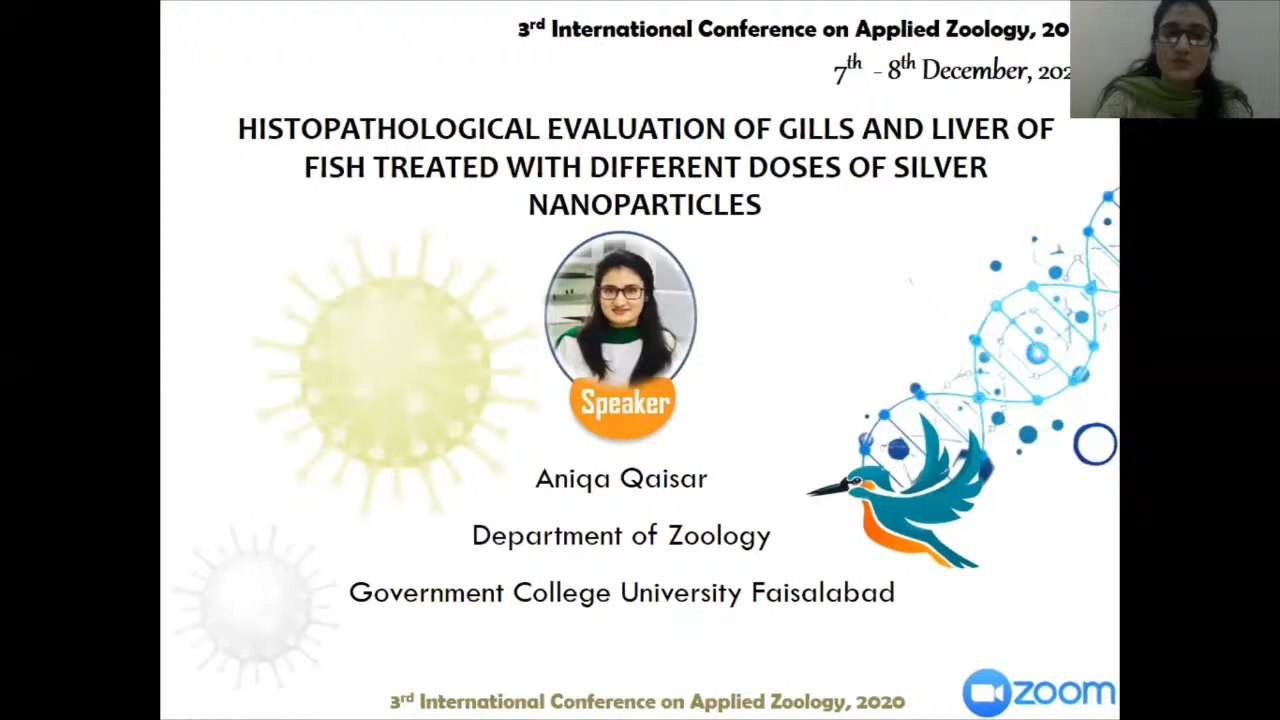 3rd International Conference on Applied Zoology, 20
7th - 8th December, 202
HISTOPATHOLOGICAL EVALUATION OF GILLS AND LIVER OF
FISH TREATED WITH DIFFERENT DOSES OF SILVER
NANOPARTICLES
Speaker
Aniqa Qaisar
Department of Zoology
Government College University Faisalabad
3rd International Conference on Applied Zoology, 2020
zoom